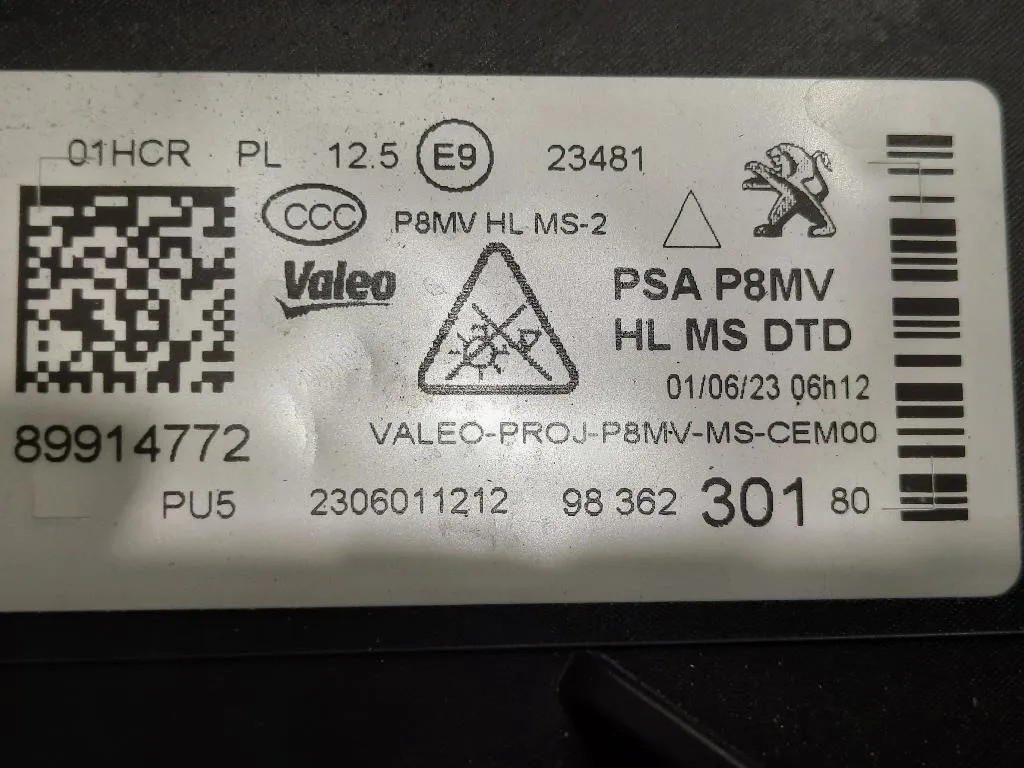 01HCR PL 12.5 E9 23481
CCC P8MV HL MS-2
Valeo
PSA P8MV
HL MS DTD
01/06/23 06h12
89914772
VALEO-PROJ-P8MV-MS-CEM00
PU5 2306011212 98 362 301 80